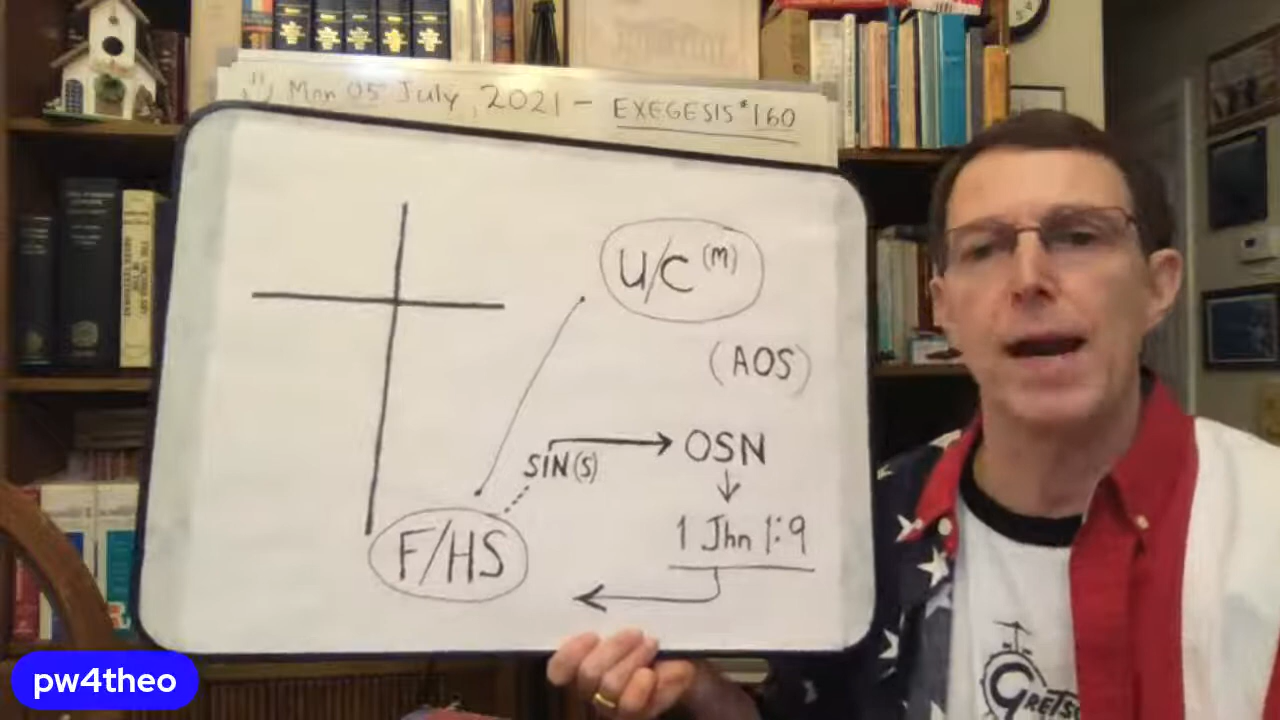 Mon 05 July, 2021 - EXEGESIS #160
U/C (M)
(AOS)
SIN(S) → OSN
↓
1 Jhn 1:9
F/HS
pw4theo